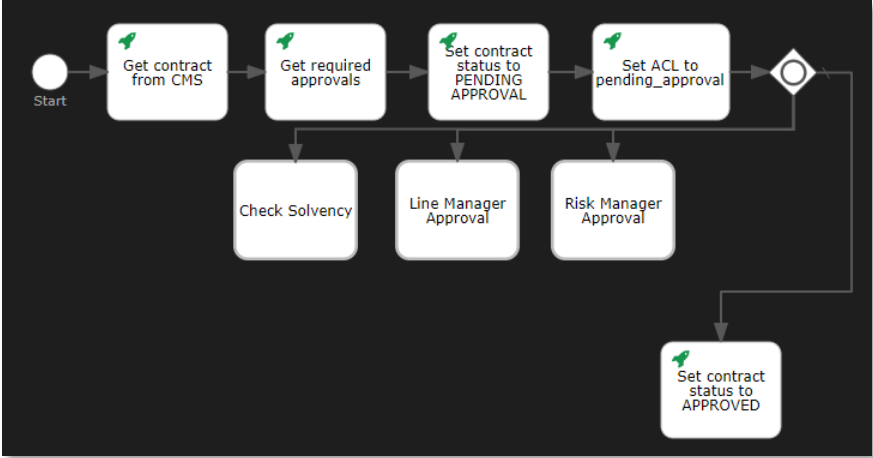 Get contract
from CMS
Get required
approvals
Set contract
status to
PENDING
APPROVAL
Set ACL to
pending_approval
Start
Check Solvency
Line Manager
Approval
Risk Manager
Approval
Set contract
status to
APPROVED